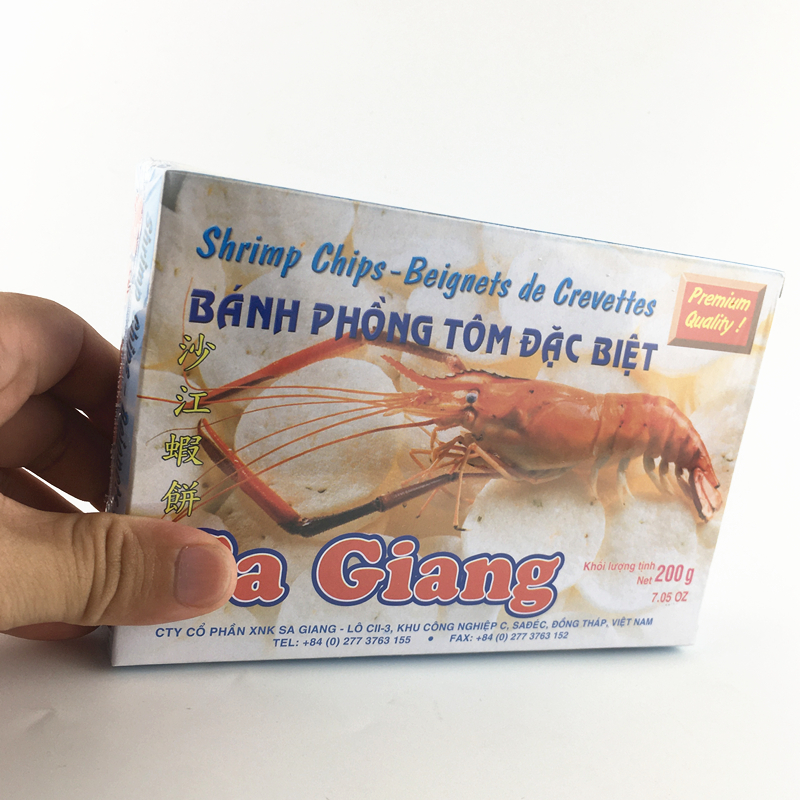 Shrimp Chips - Beignets de Crevettes
Premium
Quality !
BÁNH PHỒNG TÔM ĐẶC BIỆT
沙江蝦餅
Sa Giang
Khối lượng tịnh
Net 200 g
7.05 OZ
CTY CỔ PHẦN XNK SA GIANG - LÔ CII-3, KHU CÔNG NGHIỆP C, SAĐÉC, ĐỒNG THÁP, VIỆT NAM
TEL: +84 (0) 277 3763 155 • FAX: +84 (0) 277 3763 152